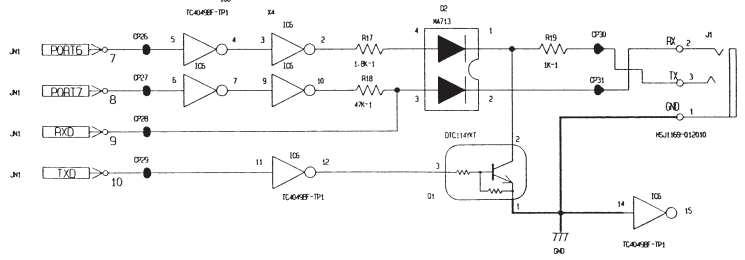 TC4049BF-TP1
X4
D2
MA713
JN1 PORT6 7 CP26 5 IC5 4 3 IC5 2 R17 1.8K-1 4 1 R19 1K-1 CP30 RX 2 J1
JN1 PORT7 8 CP27 6 IC5 7 9 IC5 10 R18 47K-1 3 2 CP31 TX 3
JN1 RXD 9 CP28
GND 1
HSJ1169-012010
JN1 TXD 10 CP29 11 IC5 12 3 DTC114YKT 2
TC4049BF-TP1
Q1 1
14 IC5 15
GND
TC4049BF-TP1